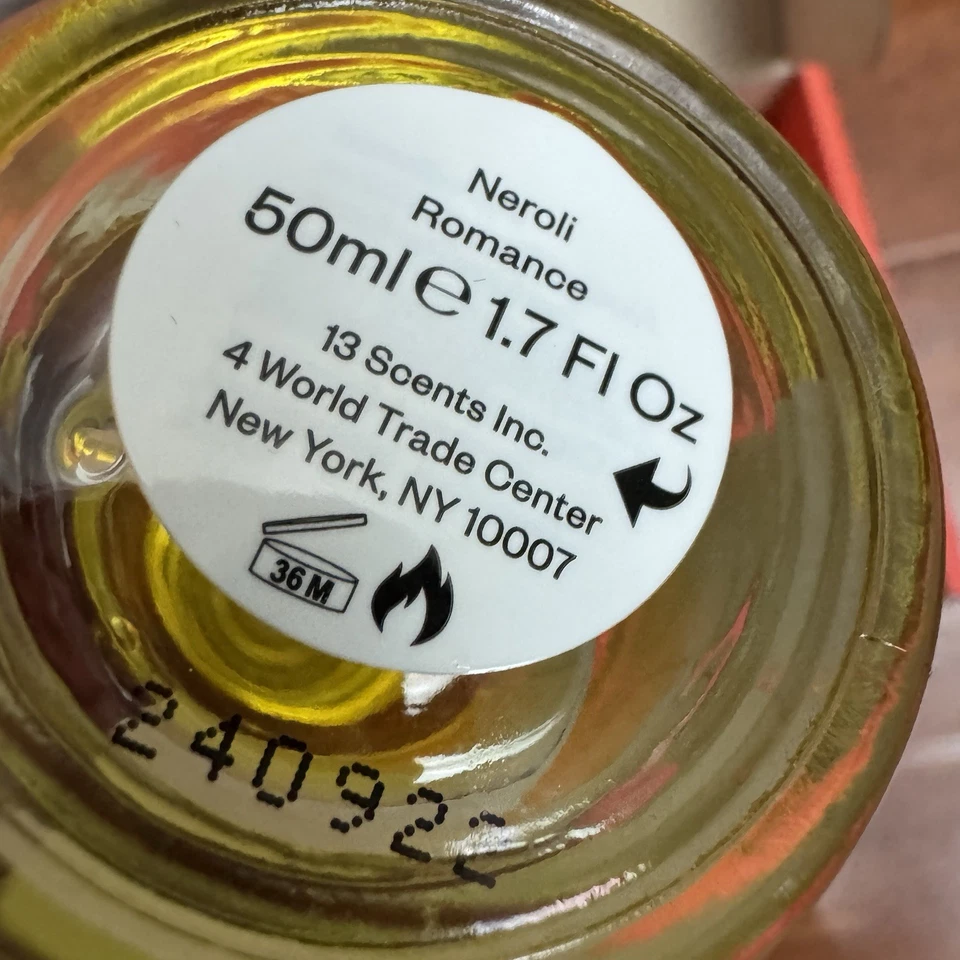 Neroli
Romance
50ml e 1.7 Fl Oz
13 Scents Inc.
4 World Trade Center
New York, NY 10007
36 M